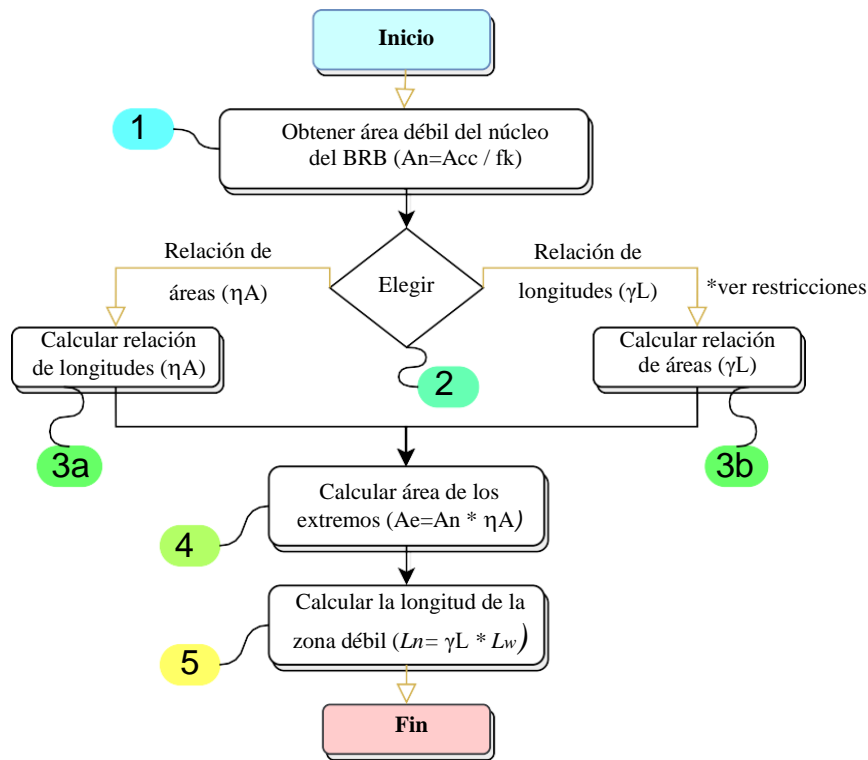 Inicio
1
Obtener área débil del núcleo
del BRB (An=Acc / fk)
Relación de
áreas (ηA)
Elegir
Relación de
longitudes (γL)
*ver restricciones
Calcular relación
de longitudes (ηA)
2
Calcular relación
de áreas (γL)
3a
3b
Calcular área de los
extremos (Ae=An * ηA)
4
Calcular la longitud de la
zona débil (Ln= γL * Lw)
5
Fin